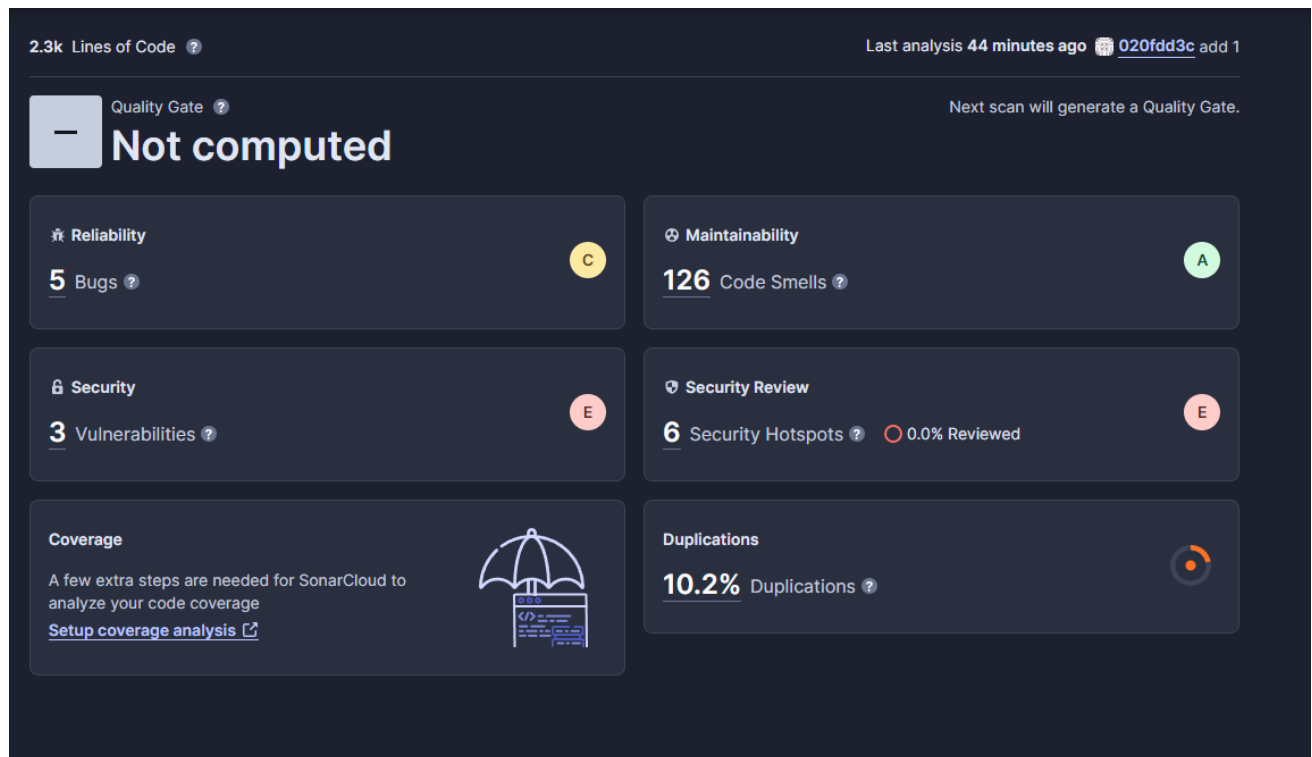 2.3k Lines of Code ?
Last analysis 44 minutes ago 020fdd3c add 1
Quality Gate ?
Not computed
Next scan will generate a Quality Gate.
Reliability
5 Bugs ?
C
Maintainability
126 Code Smells ?
A
Security
3 Vulnerabilities ?
E
Security Review
6 Security Hotspots ? 0.0% Reviewed
E
Coverage
A few extra steps are needed for SonarCloud to
analyze your code coverage
Setup coverage analysis
</>
Duplications
10.2% Duplications ?